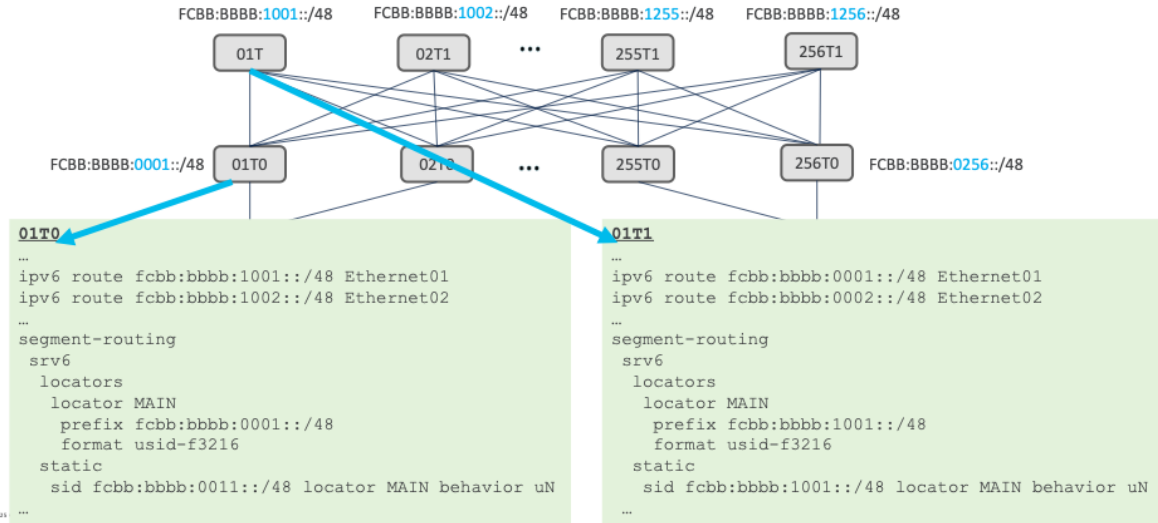 FCBB:BBBB:1001::/48 FCBB:BBBB:1002::/48 FCBB:BBBB:1255::/48 FCBB:BBBB:1256::/48
01T 02T1 ... 255T1 256T1
FCBB:BBBB:0001::/48 01T0 02T0 ... 255T0 256T0 FCBB:BBBB:0256::/48
01T0
…
ipv6 route fcbb:bbbb:1001::/48 Ethernet01
ipv6 route fcbb:bbbb:1002::/48 Ethernet02
…
segment-routing
srv6
locators
locator MAIN
prefix fcbb:bbbb:0001::/48
format usid-f3216
static
sid fcbb:bbbb:0011::/48 locator MAIN behavior uN
…
01T1
…
ipv6 route fcbb:bbbb:0001::/48 Ethernet01
ipv6 route fcbb:bbbb:0002::/48 Ethernet02
…
segment-routing
srv6
locators
locator MAIN
prefix fcbb:bbbb:1001::/48
format usid-f3216
static
sid fcbb:bbbb:1001::/48 locator MAIN behavior uN
…